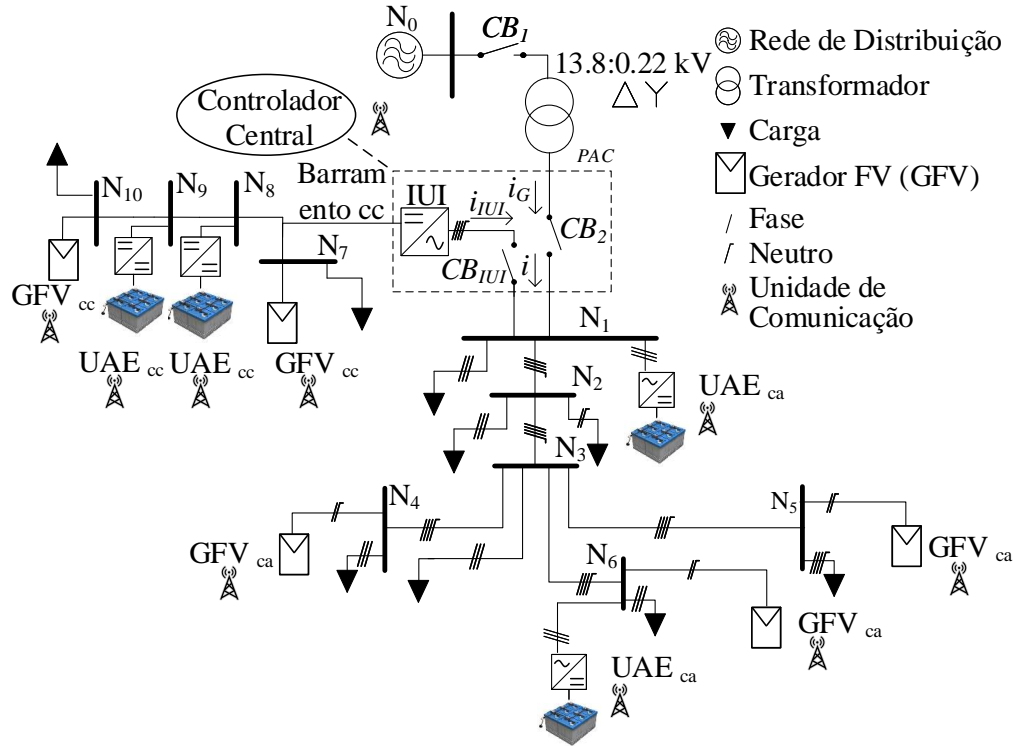 N0
CB1
13.8:0.22 kV
Rede de Distribuição
Transformador
Carga
Gerador FV (GFV)
Fase
Neutro
Unidade de
Comunicação
Controlador
Central
PAC
Barram
ento cc
IUI
iIUI
iG
CB2
CBIUI
i
N10
N9
N8
N7
GFV cc
UAE cc
UAE cc
GFV cc
N1
N2
UAE ca
N3
N4
N5
GFV ca
N6
GFV ca
GFV ca
UAE ca